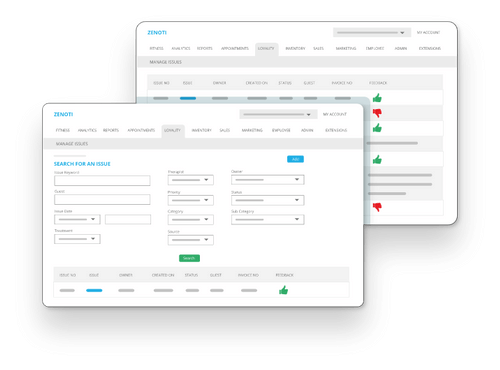 ZENOTI
MY ACCOUNT
FITNESS ANALYTICS REPORTS APPOINTMENTS LOYALTY INVENTORY SALES MARKETING EMPLOYEE ADMIN EXTENSIONS
MANAGE ISSUES
ISSUE NO. ISSUE OWNER CREATED ON STATUS GUEST INVOICE NO FEEDBACK
ZENOTI
MY ACCOUNT
FITNESS ANALYTICS REPORTS APPOINTMENTS LOYALTY INVENTORY SALES MARKETING EMPLOYEE ADMIN EXTENSIONS
MANAGE ISSUES
SEARCH FOR AN ISSUE
Add
Issue Keyword
Therapist
Owner
Guest
Priority
Status
Issue Date
Category
Sub Category
Treatment
Source
Search
ISSUE NO. ISSUE OWNER CREATED ON STATUS GUEST INVOICE NO FEEDBACK